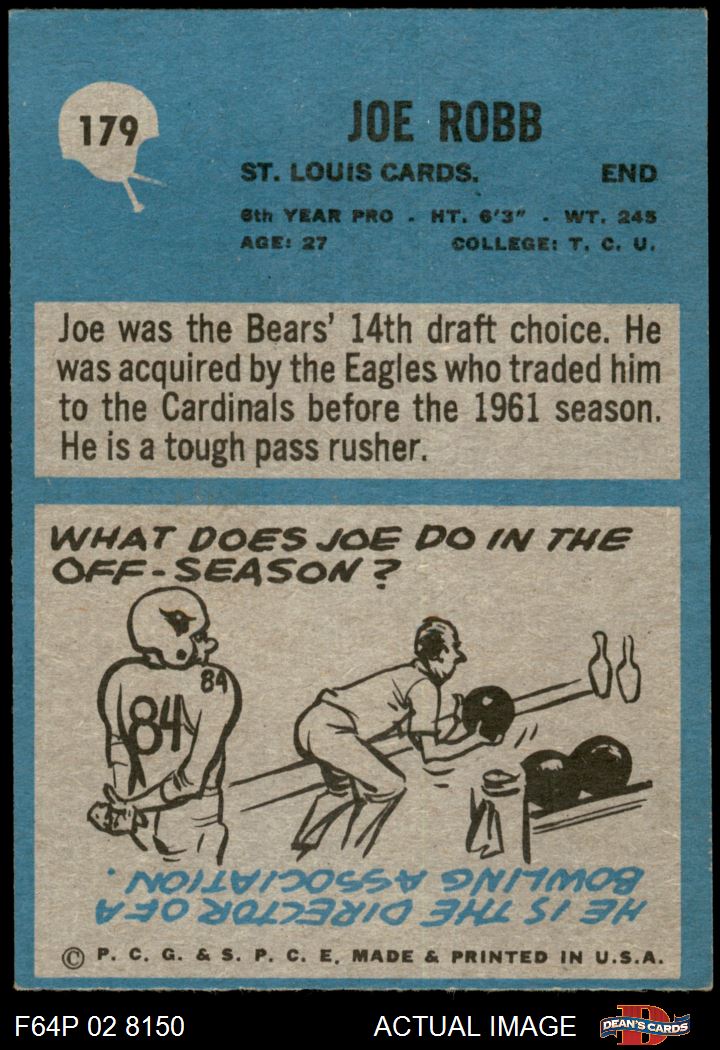 179
JOE ROBB
ST. LOUIS CARDS. END
6th YEAR PRO - HT. 6'3" - WT. 245
AGE: 27 COLLEGE: T. C. U.
Joe was the Bears' 14th draft choice. He
was acquired by the Eagles who traded him
to the Cardinals before the 1961 season.
He is a tough pass rusher.
WHAT DOES JOE DO IN THE
OFF-SEASON?
84
84
HE IS THE DIRECTOR OF A
BOWLING ASSOCIATION.
© P. C. G. & S. P. C. E. MADE & PRINTED IN U.S.A.
F64P 02 8150 ACTUAL IMAGE
D
DEAN'S CARDS